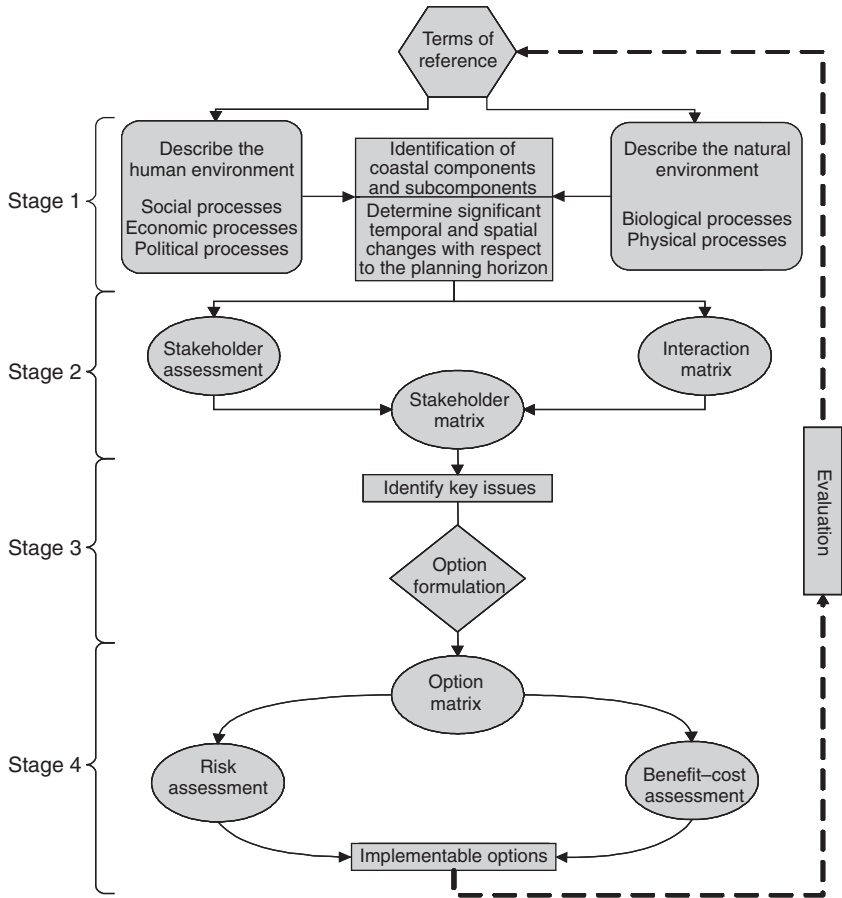 Terms of
reference
Stage 1
Describe the
human environment
Social processes
Economic processes
Political processes
Identification of
coastal components
and subcomponents
Determine significant
temporal and spatial
changes with respect
to the planning horizon
Describe the natural
environment
Biological processes
Physical processes
Stage 2
Stakeholder
assessment
Interaction
matrix
Stakeholder
matrix
Stage 3
Identify key issues
Option
formulation
Evaluation
Stage 4
Option
matrix
Risk
assessment
Benefit–cost
assessment
Implementable options